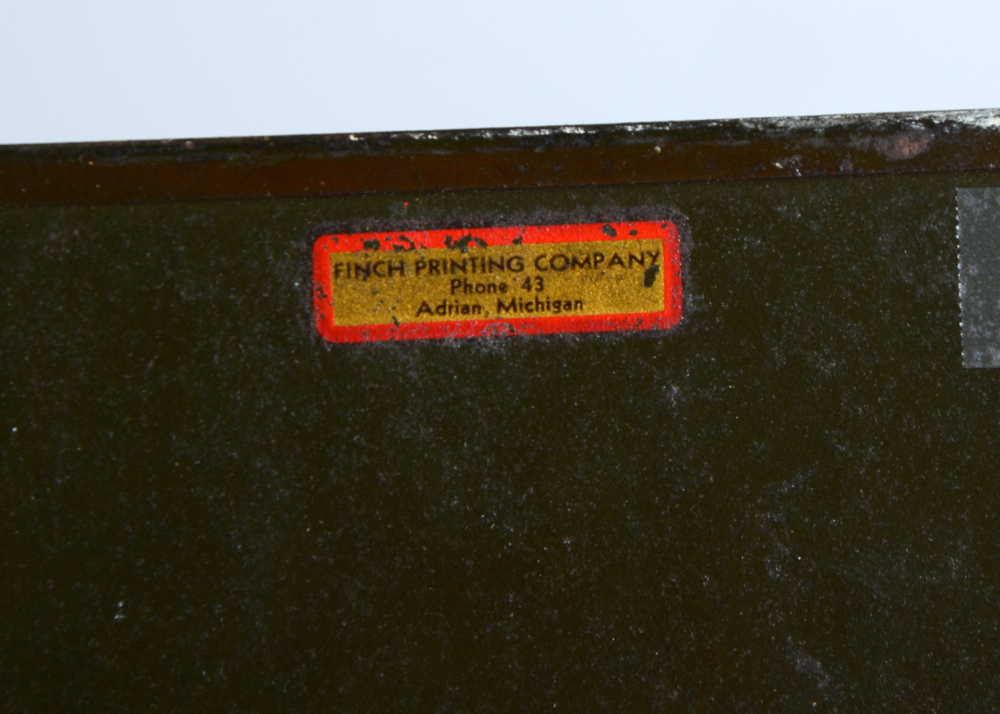 FINCH PRINTING COMPANY
Phone 43
Adrian, Michigan